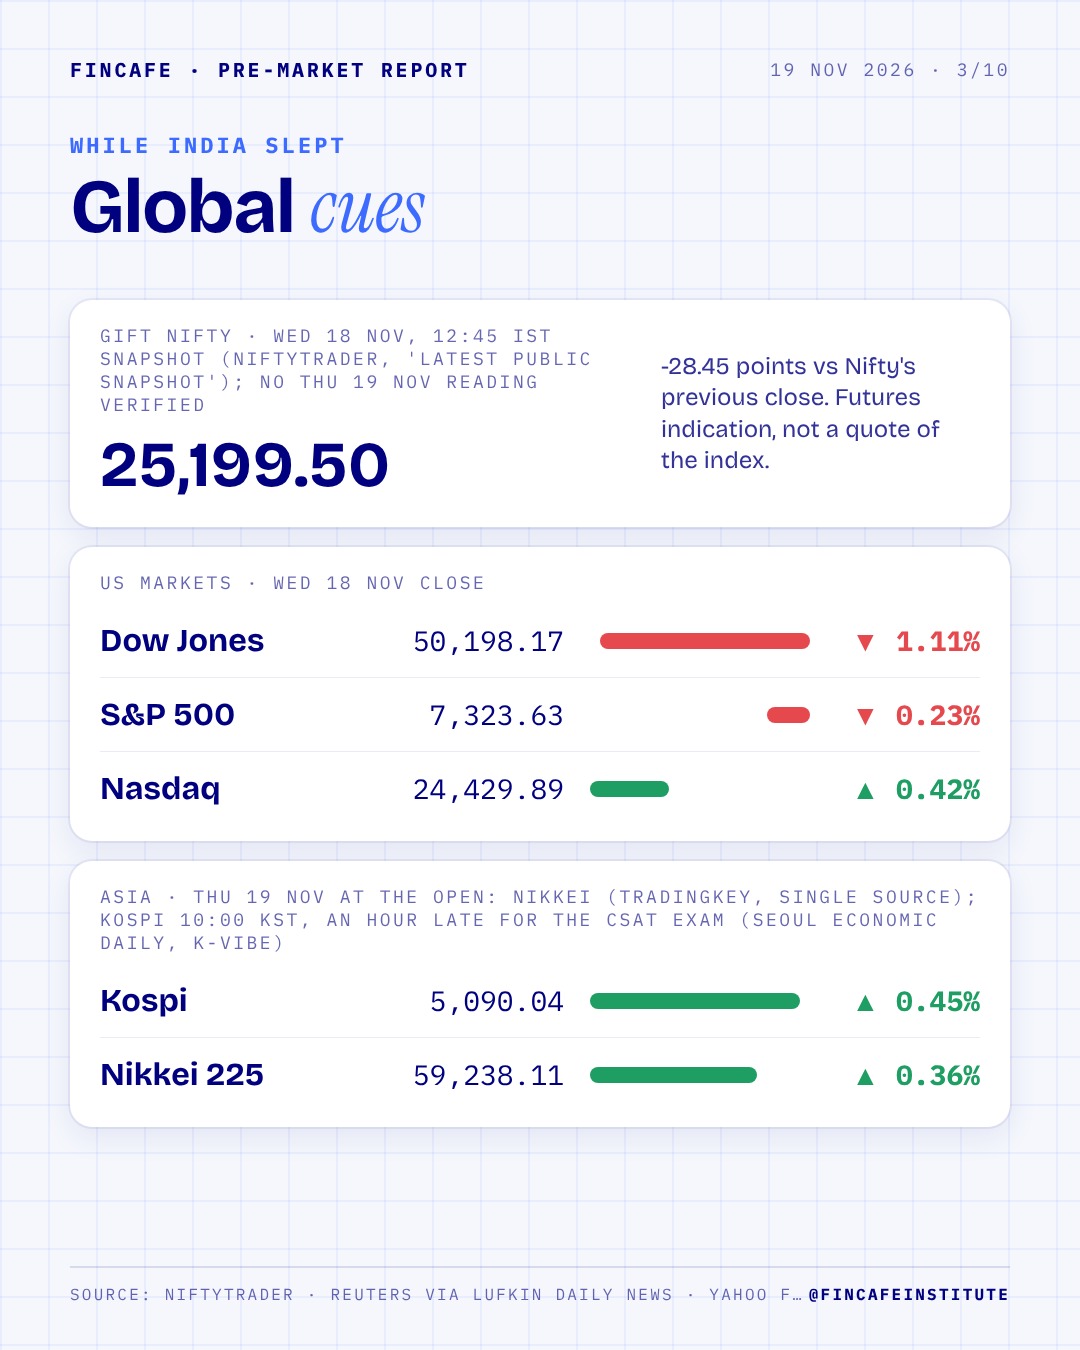 FINCAFE · PRE-MARKET REPORT
19 NOV 2026 · 3/10
WHILE INDIA SLEPT
Global cues
GIFT NIFTY · WED 18 NOV, 12:45 IST
SNAPSHOT (NIFTYTRADER, 'LATEST PUBLIC
SNAPSHOT'); NO THU 19 NOV READING
VERIFIED
25,199.50
-28.45 points vs Nifty's
previous close. Futures
indication, not a quote of
the index.
US MARKETS · WED 18 NOV CLOSE
Dow Jones 50,198.17 ▼ 1.11%
S&P 500 7,323.63 ▼ 0.23%
Nasdaq 24,429.89 ▲ 0.42%
ASIA · THU 19 NOV AT THE OPEN: NIKKEI (TRADINGKEY, SINGLE SOURCE);
KOSPI 10:00 KST, AN HOUR LATE FOR THE CSAT EXAM (SEOUL ECONOMIC
DAILY, K-VIBE)
Kospi 5,090.04 ▲ 0.45%
Nikkei 225 59,238.11 ▲ 0.36%
SOURCE: NIFTYTRADER · REUTERS VIA LUFKIN DAILY NEWS · YAHOO F… @FINCAFEINSTITUTE